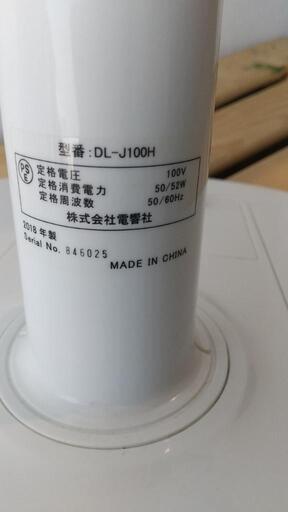 型番:DL-J100H
PSE
定格電圧 100V
定格消費電力 50/52W
定格周波数 50/60Hz
株式会社電響社
2018年製
Serial No. 846025
MADE IN CHINA